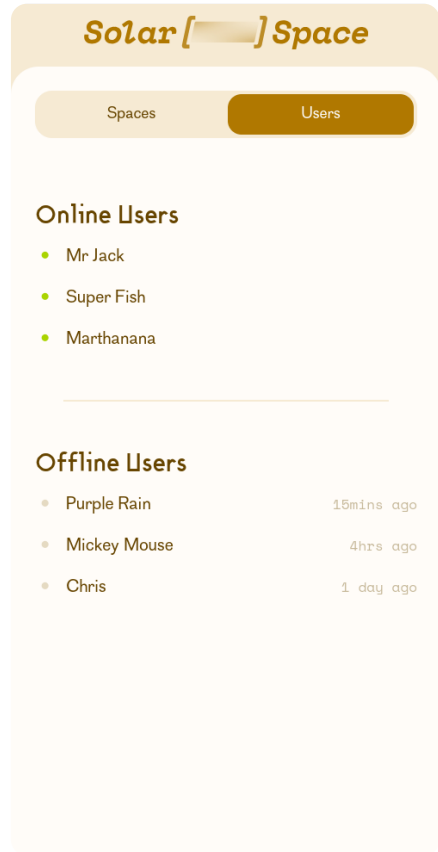 Solar [ ] Space
Spaces Users
Online Users
Mr Jack
Super Fish
Marthanana
Offline Users
Purple Rain 15mins ago
Mickey Mouse 4hrs ago
Chris 1 day ago